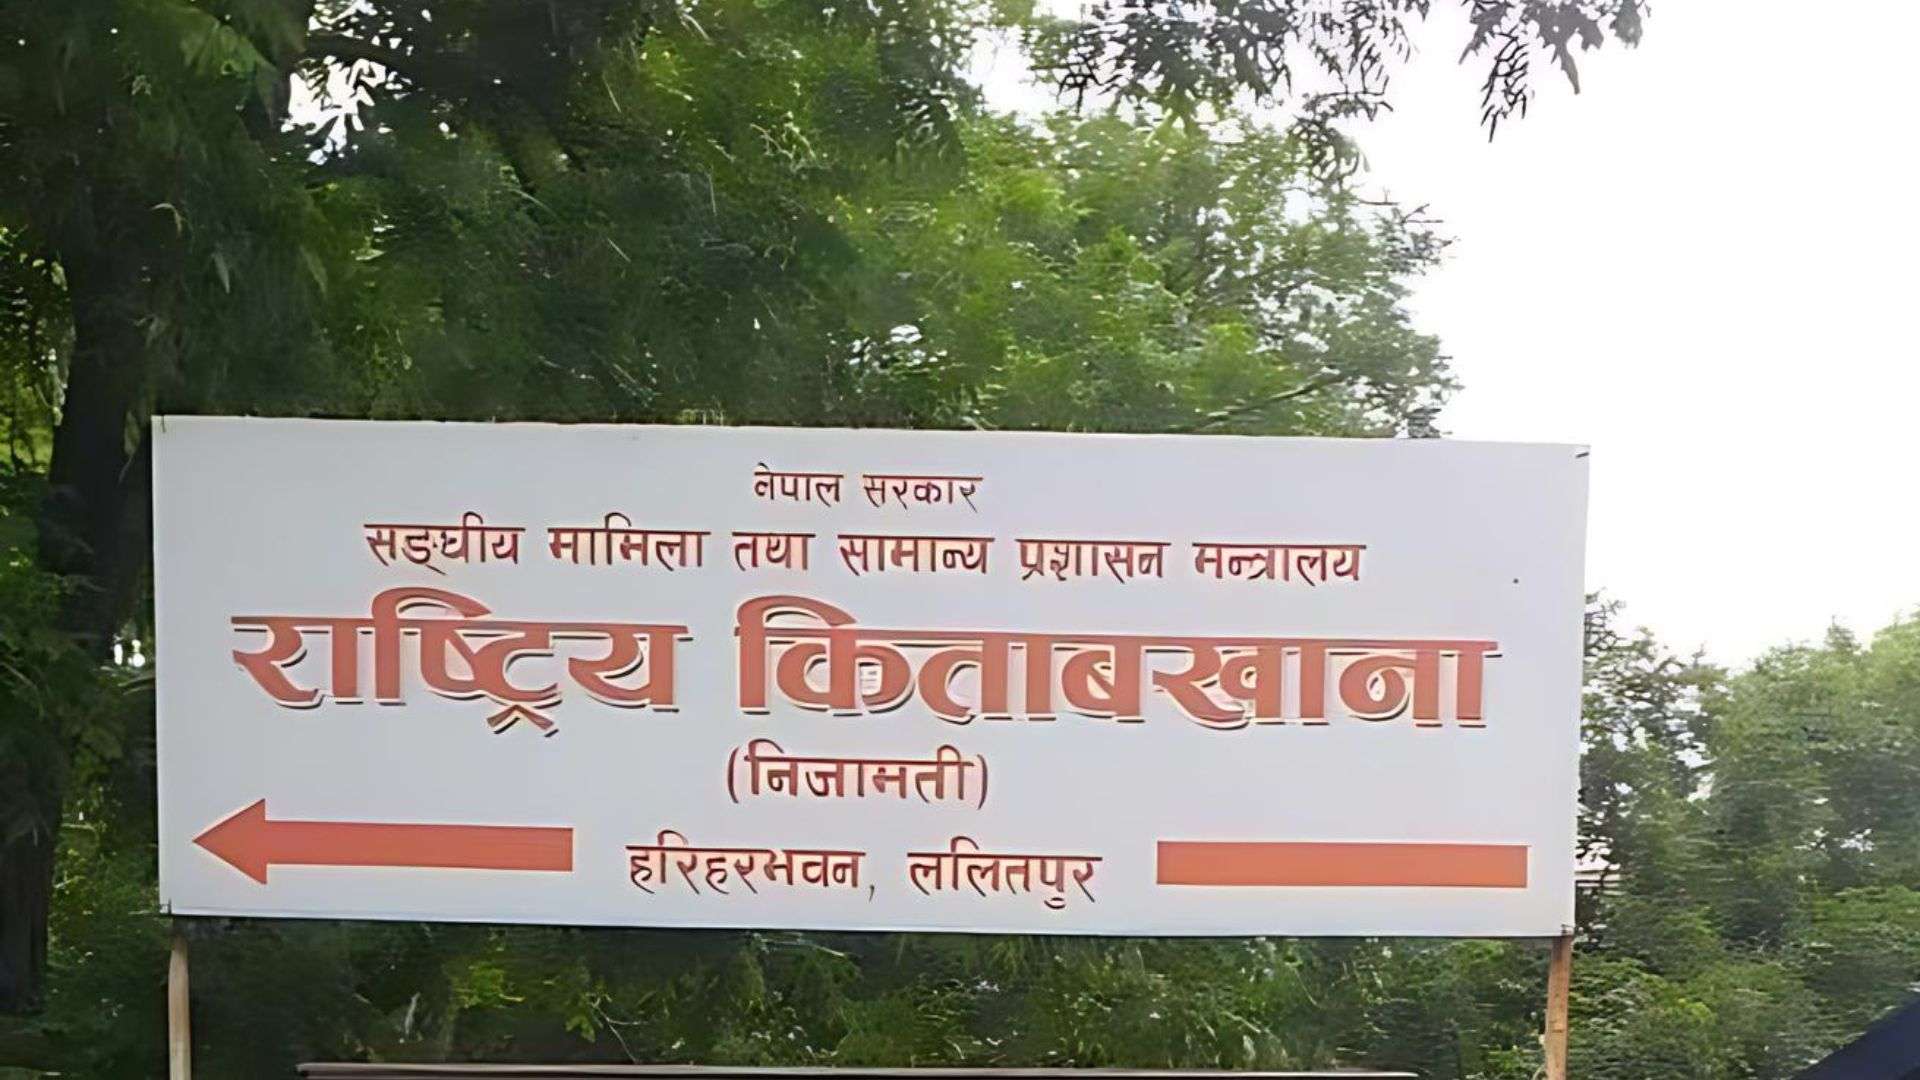 नेपाल सरकार
सङ्घीय मामिला तथा सामान्य प्रशासन मन्त्रालय
राष्ट्रिय किताबखाना
(निजामती)
हरिहरभवन, ललितपुर